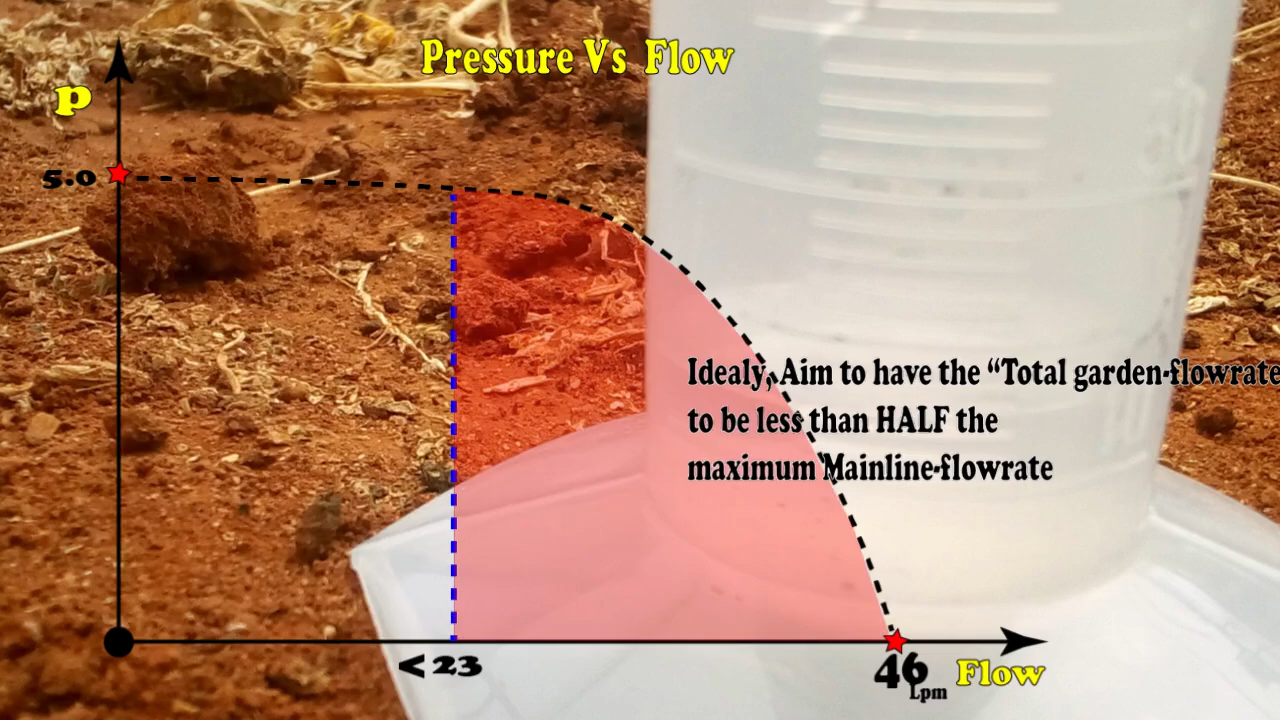 Pressure Vs Flow
P
5.0
Idealy, Aim to have the “Total garden-flowrate
to be less than HALF the
maximum Mainline-flowrate
< 23
46
Lpm
Flow